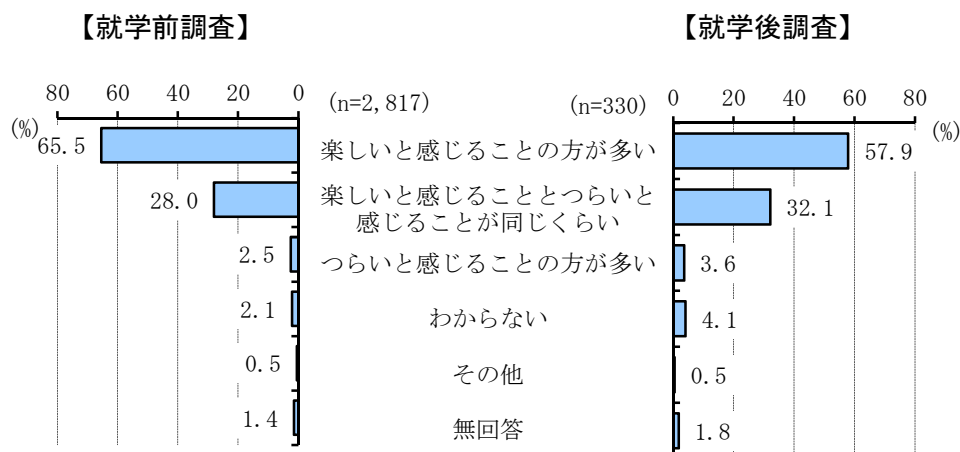 【就学前調査】
【就学後調査】
80 60 40 20 0
(n=2,817)
(n=330)
0 20 40 60 80
(%)
(%)
65.5
楽しいと感じることの方が多い
57.9
28.0
楽しいと感じることとつらいと
感じることが同じくらい
32.1
2.5
つらいと感じることの方が多い
3.6
2.1
わからない
4.1
0.5
その他
0.5
1.4
無回答
1.8